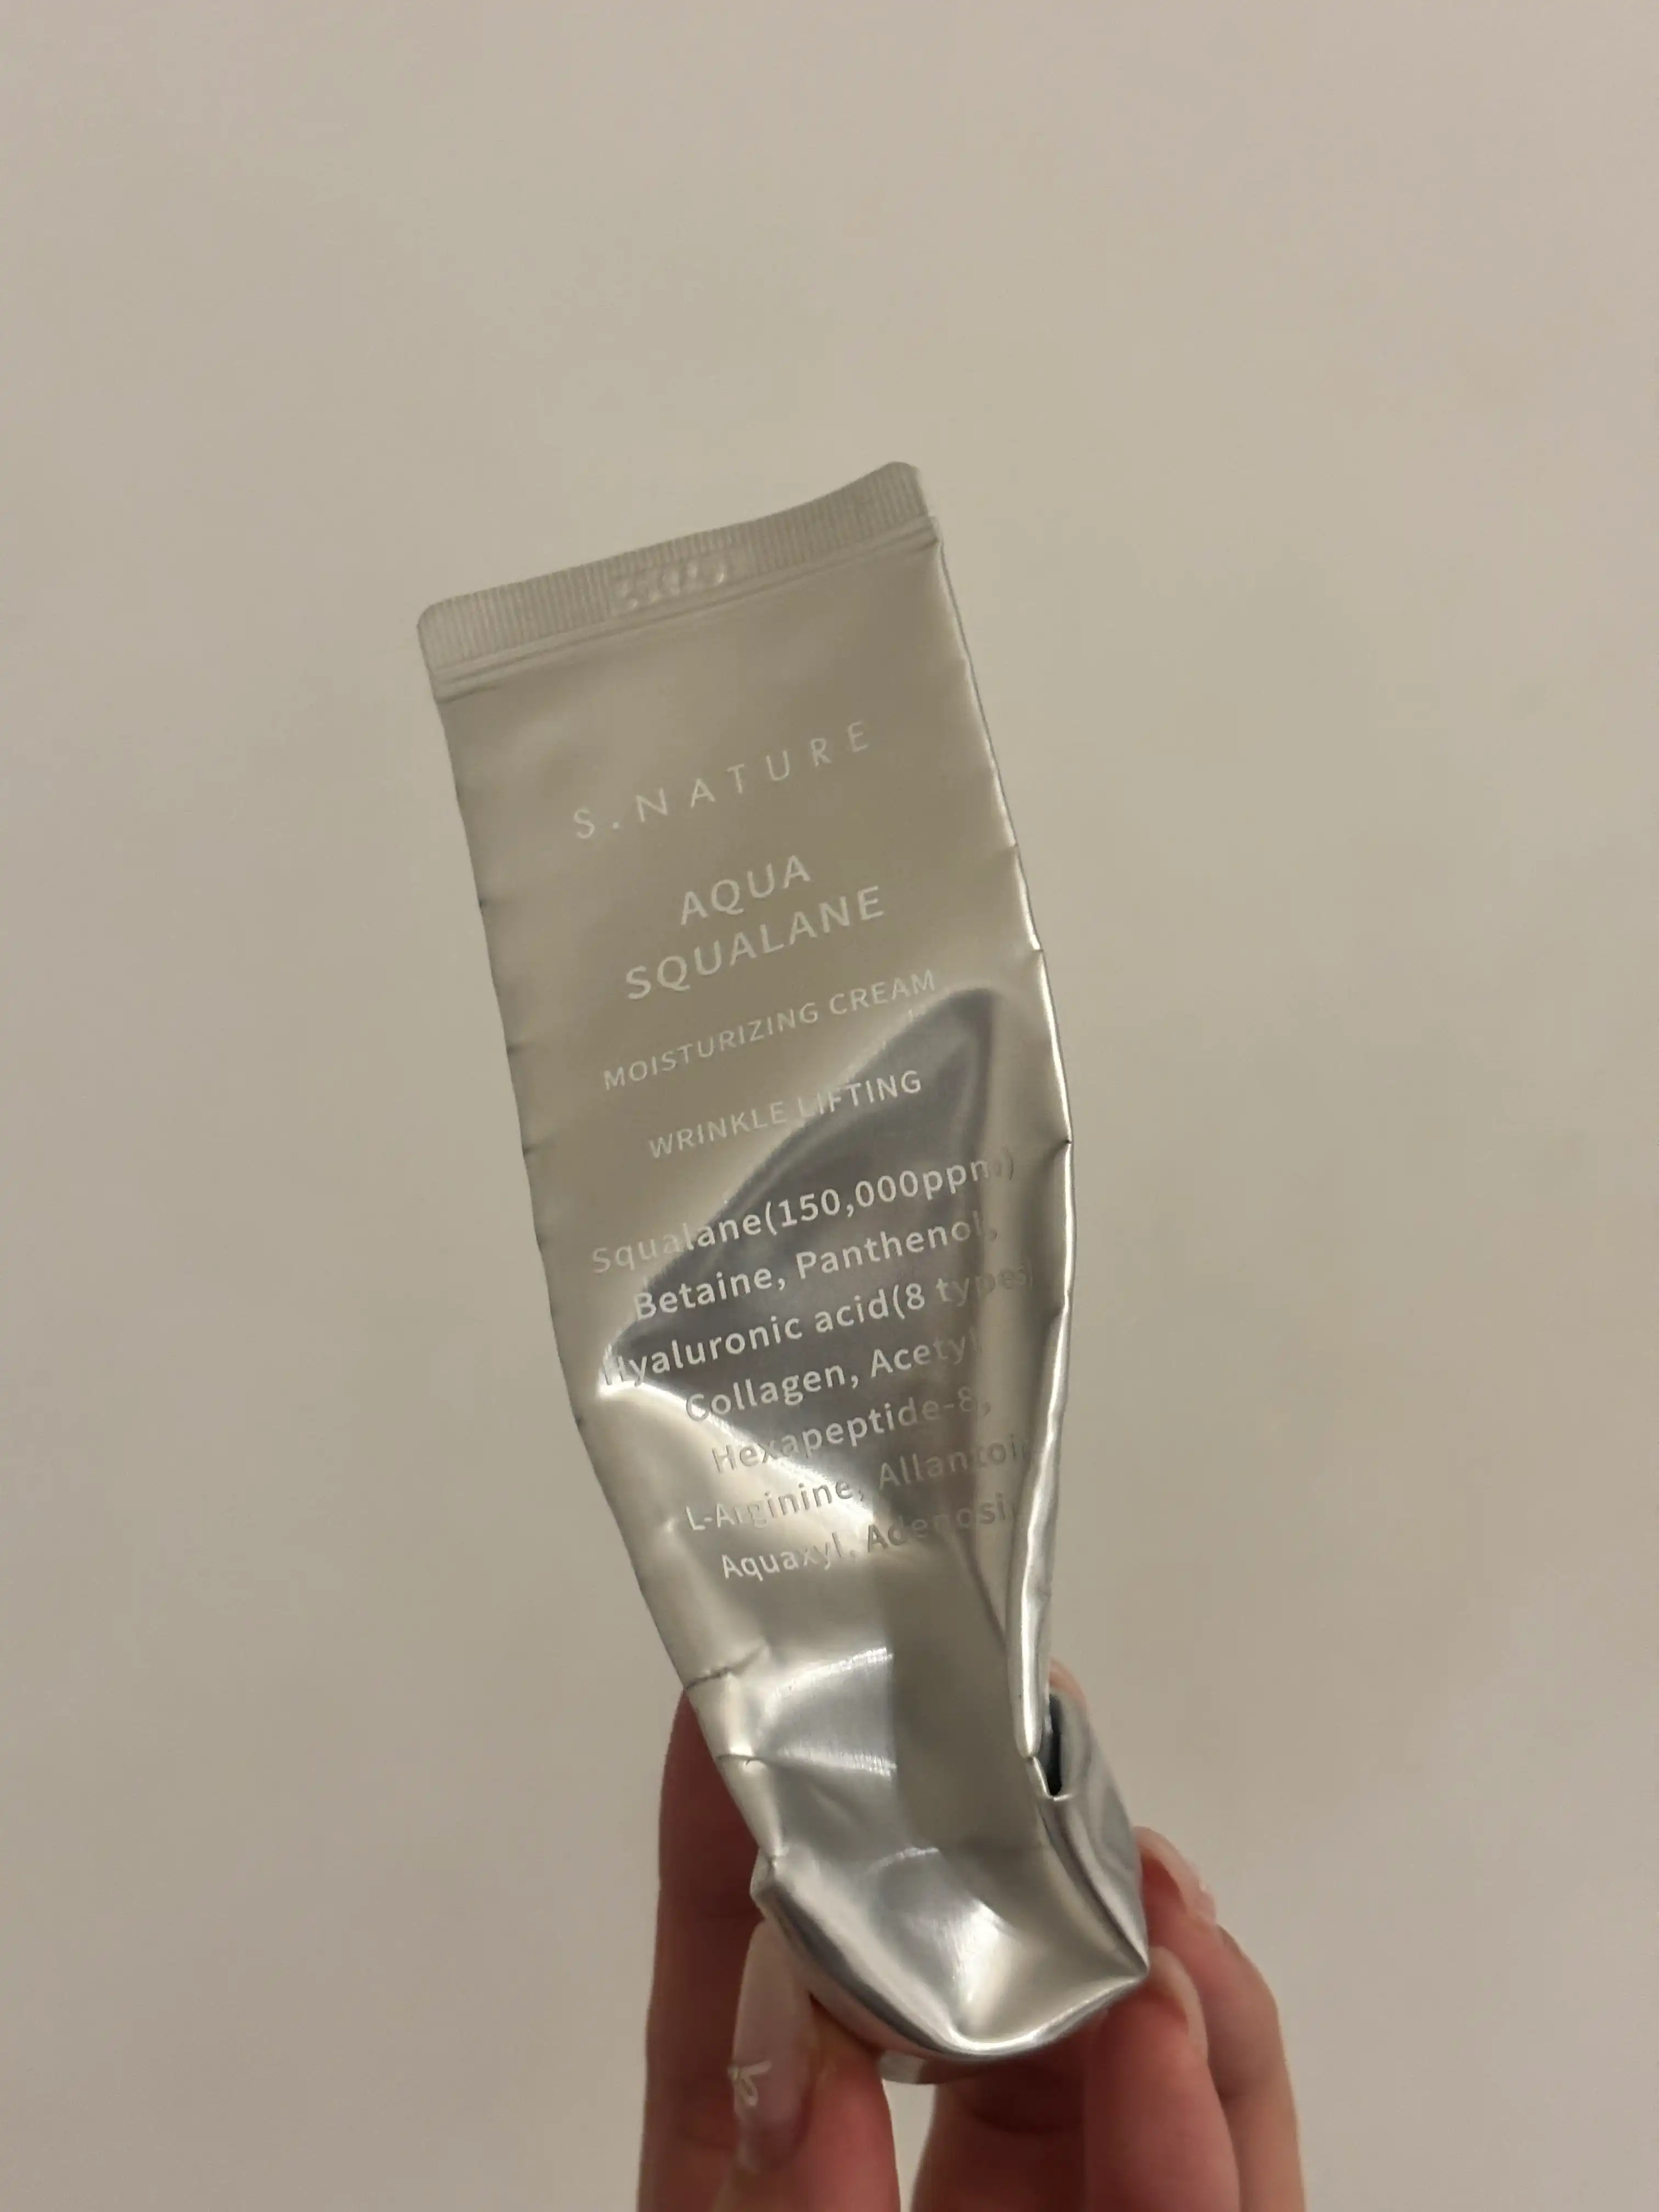 S.NATURE
AQUA
SQUALANE
MOISTURIZING CREAM
WRINKLE LIFTING
Squalane(150,000ppm)
Betaine, Panthenol,
Hyaluronic acid(8 types)
Collagen, Acetyl
Hexapeptide-8,
L-Arginine, Allantoin
Aquaxyl, Adenosin